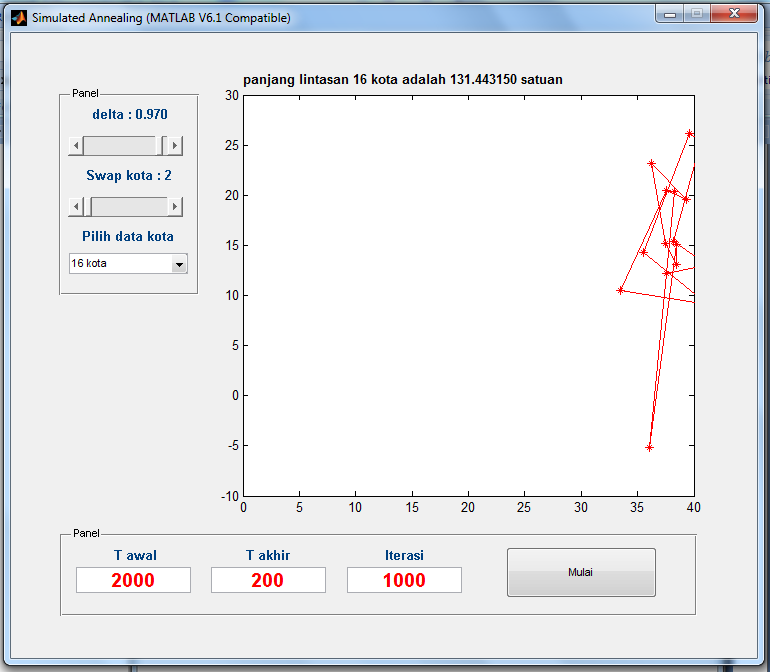 Simulated Annealing (MATLAB V6.1 Compatible)
panjang lintasan 16 kota adalah 131.443150 satuan
Panel
delta : 0.970
Swap kota : 2
Pilih data kota
16 kota
30
25
20
15
10
5
0
-5
-10
0 5 10 15 20 25 30 35 40
Panel
T awal T akhir Iterasi
2000 200 1000 Mulai